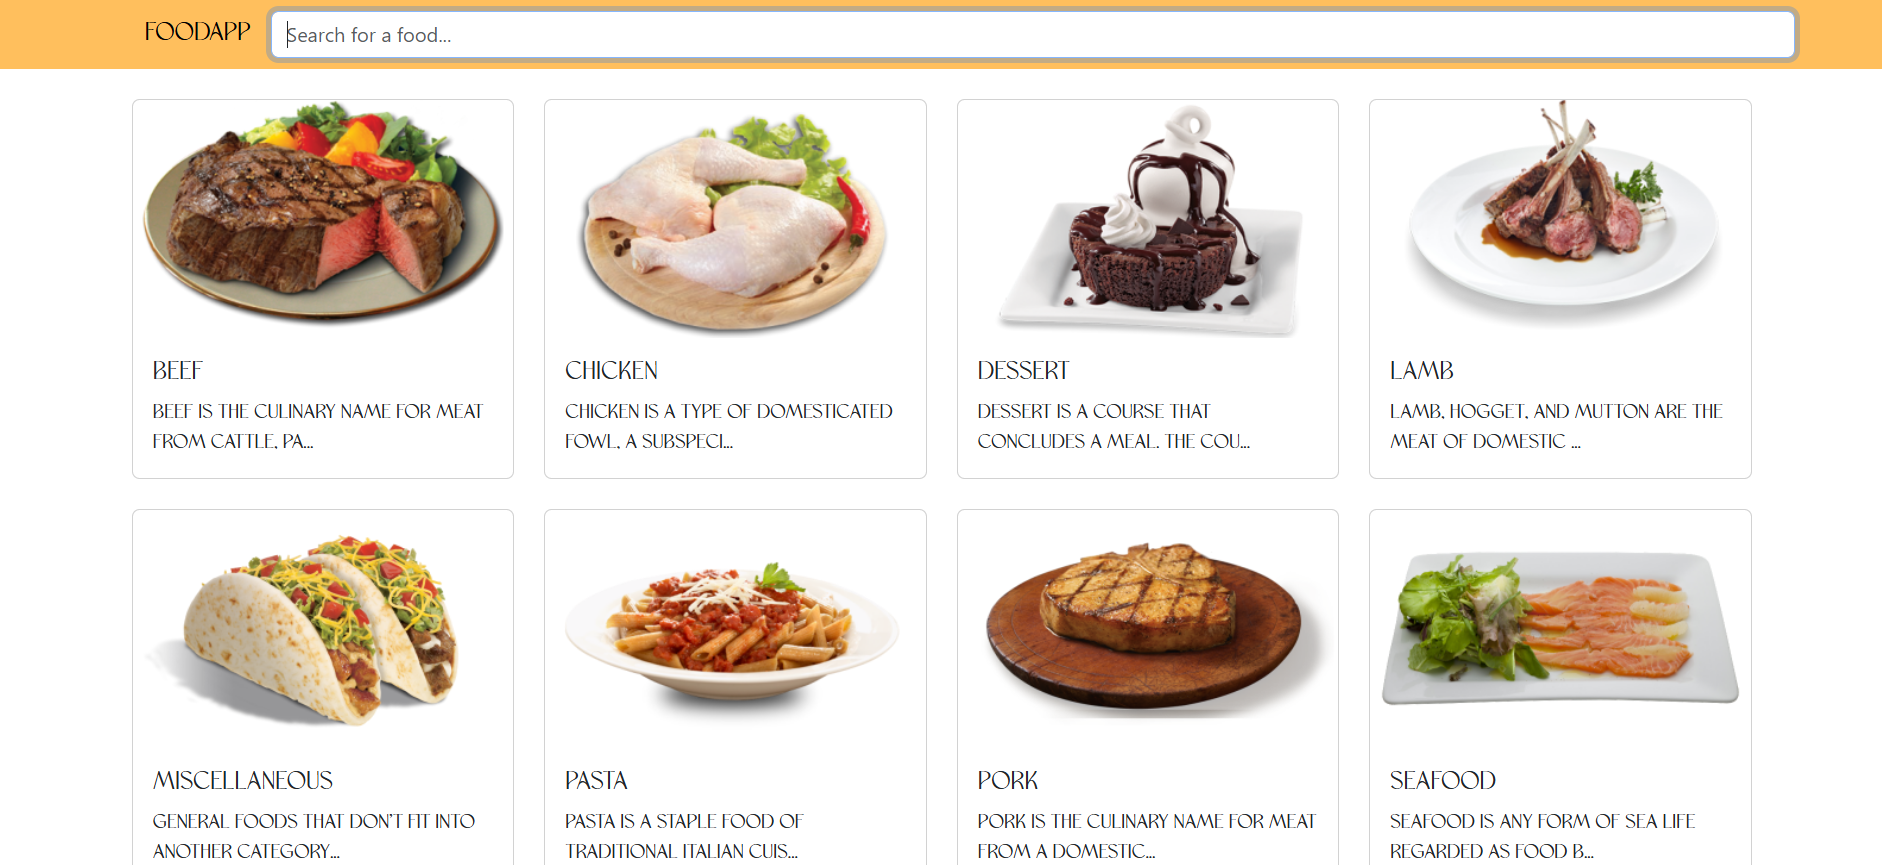 FOODAPP
Search for a food...
BEEF
BEEF IS THE CULINARY NAME FOR MEAT
FROM CATTLE, PA...
CHICKEN
CHICKEN IS A TYPE OF DOMESTICATED
FOWL, A SUBSPECI...
DESSERT
DESSERT IS A COURSE THAT
CONCLUDES A MEAL. THE COU...
LAMB
LAMB, HOGGET, AND MUTTON ARE THE
MEAT OF DOMESTIC ...
MISCELLANEOUS
GENERAL FOODS THAT DON'T FIT INTO
ANOTHER CATEGORY...
PASTA
PASTA IS A STAPLE FOOD OF
TRADITIONAL ITALIAN CUIS...
PORK
PORK IS THE CULINARY NAME FOR MEAT
FROM A DOMESTIC...
SEAFOOD
SEAFOOD IS ANY FORM OF SEA LIFE
REGARDED AS FOOD B...